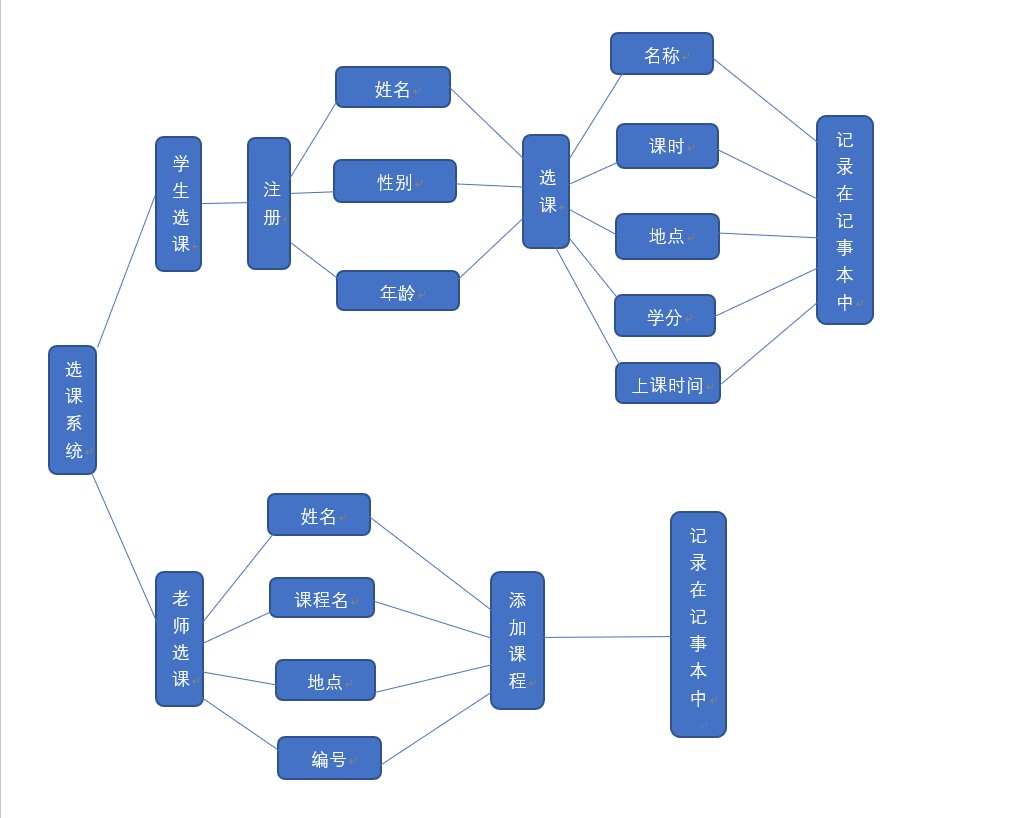 选课系统
学生选课
注册
姓名
性别
年龄
选课
名称
课时
地点
学分
上课时间
记录在记事本中
老师选课
姓名
课程名
地点
编号
添加课程
记录在记事本中